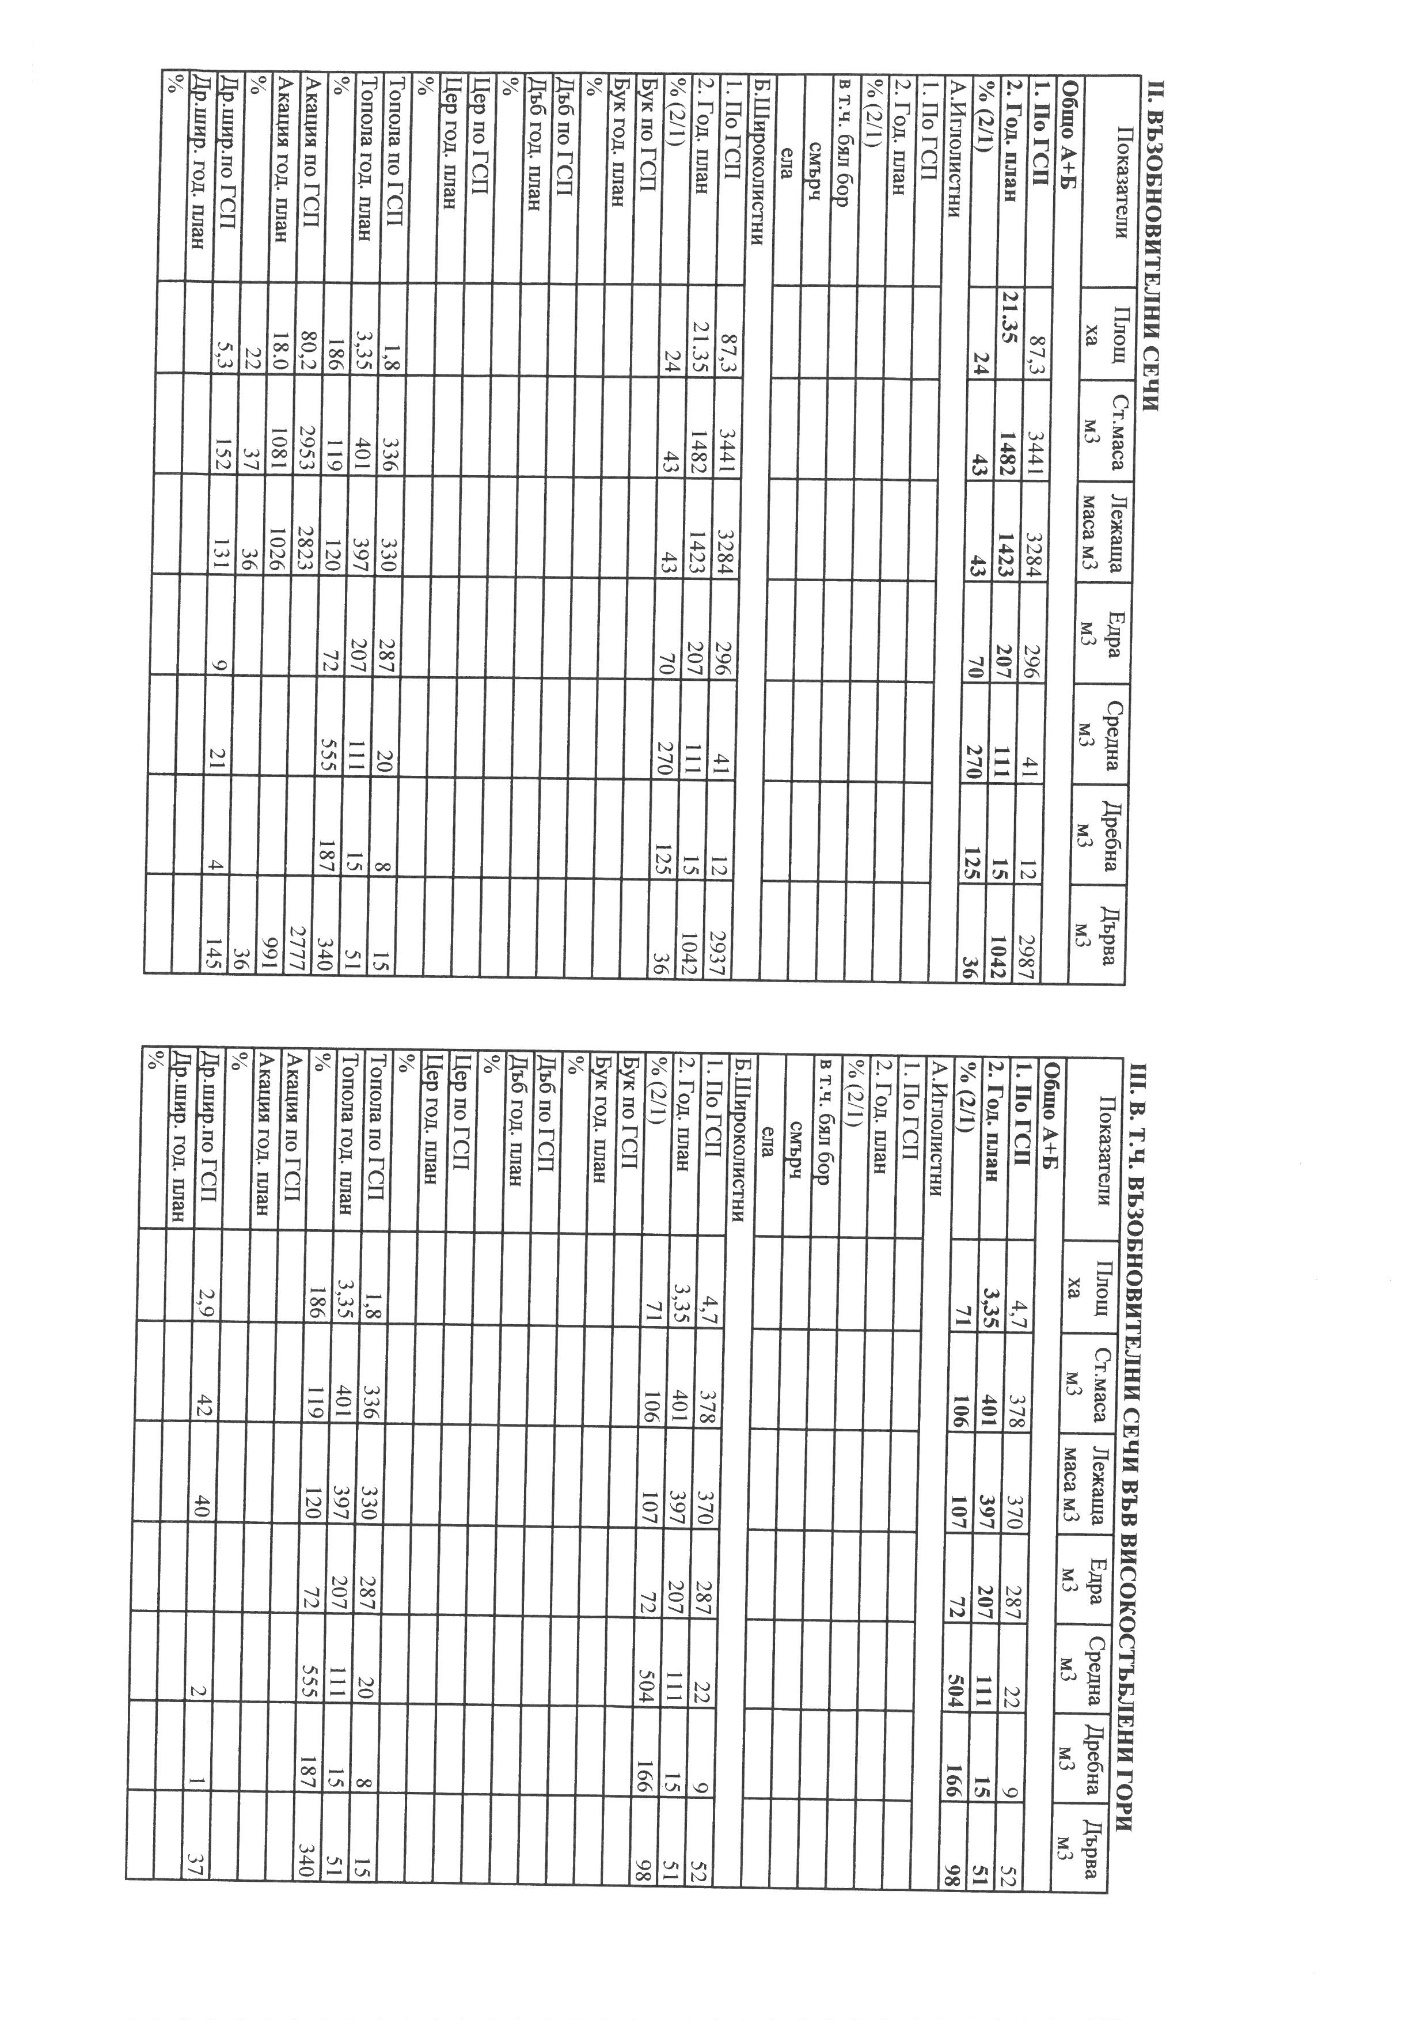 II. ВЪЗОБНОВИТЕЛНИ СЕЧИ
Показатели Площ ха Ст.маса м3 Лежаща маса м3 Едра м3 Средна м3 Дребна м3 Дърва м3
Общо А+Б
1. По ГСП 87,3 3441 3284 296 41 12 2987
2. Год. план 21.35 1482 1423 207 111 15 1042
% (2/1) 24 43 43 70 270 125 36
А.Иглолистни
1. По ГСП
2. Год. план
% (2/1)
в т.ч. бял бор
смърч
ела
Б.Широколистни
1. По ГСП 87,3 3441 3284 296 41 12 2937
2. Год. план 21.35 1482 1423 207 111 15 1042
% (2/1) 24 43 43 70 270 125 36
Бук по ГСП
Бук год. план
%
Дъб по ГСП
Дъб год. план
%
Цер по ГСП
Цер год. план
%
Топола по ГСП 1,8 336 330 287 20 8 15
Топола год. план 3,35 401 397 207 111 15 51
% 186 119 120 72 555 187 340
Акация по ГСП 80,2 2953 2823 2777
Акация год. план 18.0 1081 1026 991
% 22 37 36 36
Др.шир.по ГСП 5,3 152 131 9 21 4 145
Др.шир. год. план
%
III. В. Т.Ч. ВЪЗОБНОВИТЕЛНИ СЕЧИ ВЪВ ВИСОКОСТЪБЛЕНИ ГОРИ
Показатели Площ ха Ст.маса м3 Лежаща маса м3 Едра м3 Средна м3 Дребна м3 Дърва м3
Общо А+Б
1. По ГСП 4,7 378 370 287 22 9 52
2. Год. план 3,35 401 397 207 111 15 51
% (2/1) 71 106 107 72 504 166 98
А.Иглолистни
1. По ГСП
2. Год. план
% (2/1)
в т.ч. бял бор
смърч
ела
Б.Широколистни
1. По ГСП 4,7 378 370 287 22 9 52
2. Год. план 3,35 401 397 207 111 15 51
% (2/1) 71 106 107 72 504 166 98
Бук по ГСП
Бук год. план
%
Дъб по ГСП
Дъб год. план
%
Цер по ГСП
Цер год. план
%
Топола по ГСП 1,8 336 330 287 20 8 15
Топола год. план 3,35 401 397 207 111 15 51
% 186 119 120 72 555 187 340
Акация по ГСП
Акация год. план
%
Др.шир.по ГСП 2,9 42 40 2 1 37
Др.шир. год. план
%